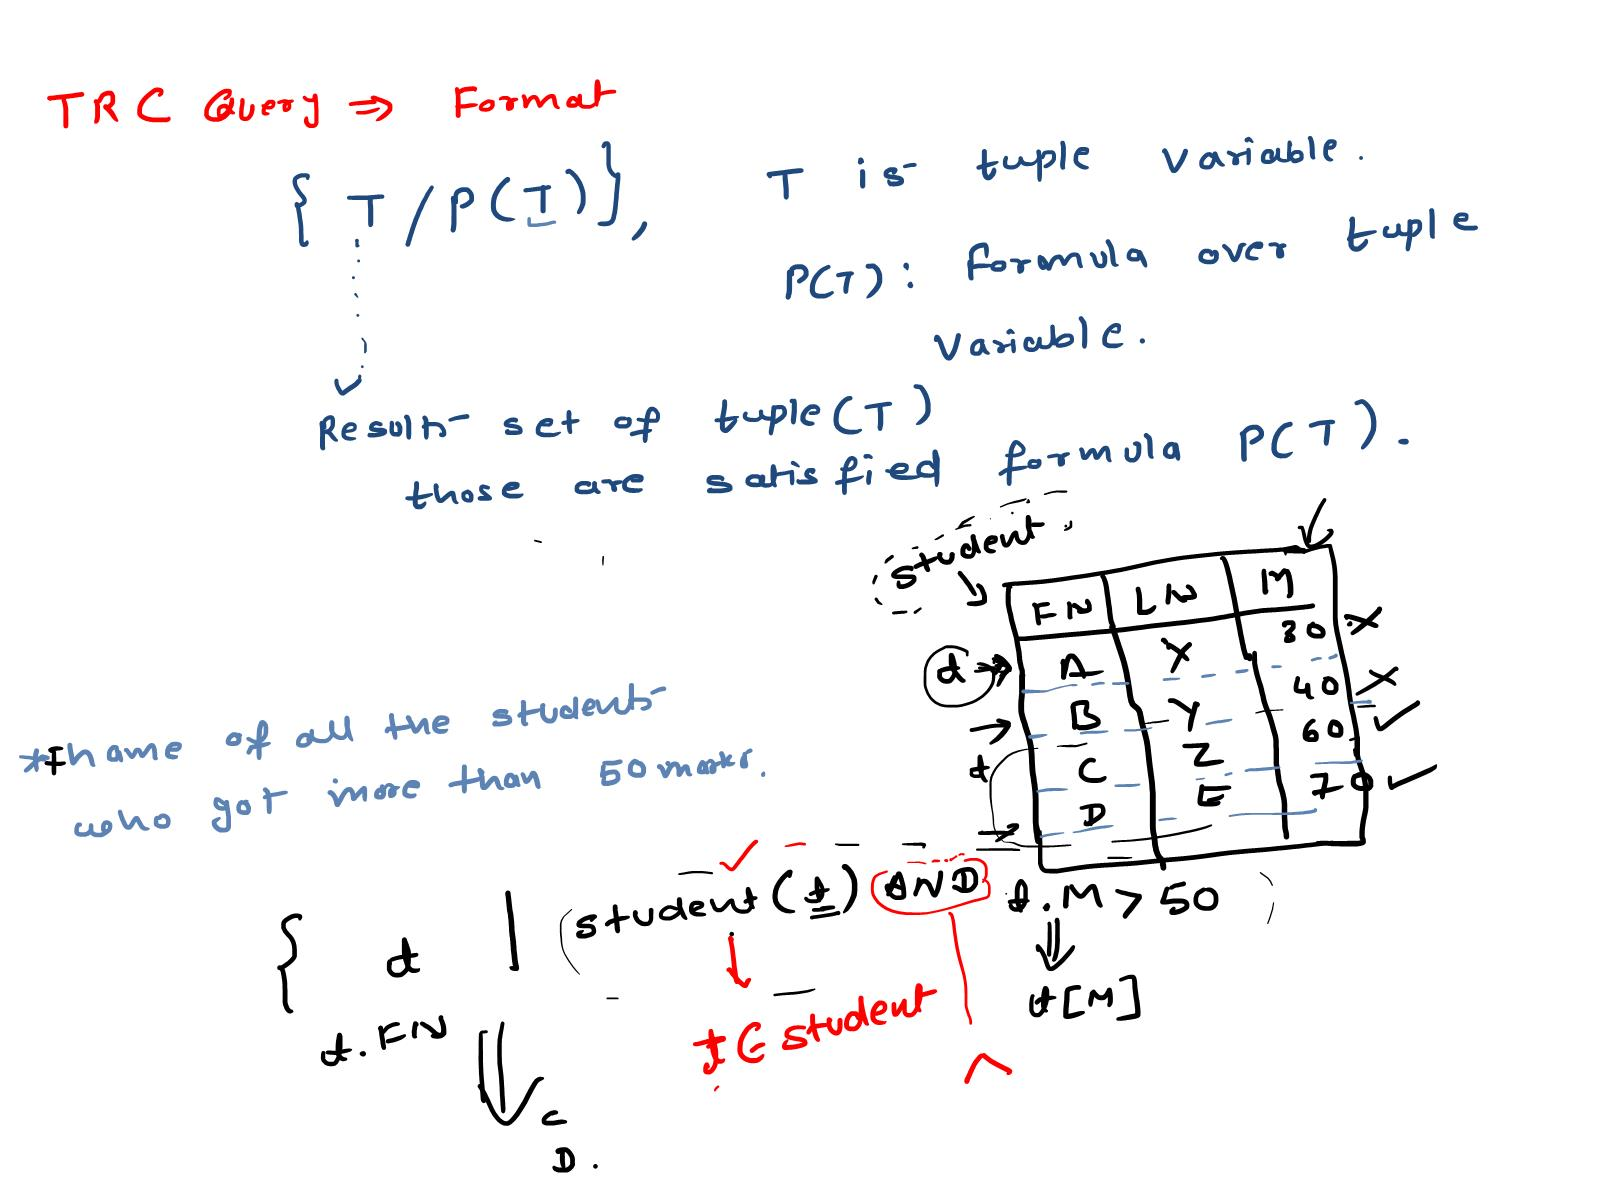 TRC Query ⇒ Format
{ T / P(T) },
T is tuple variable.
P(T) : formula over tuple
variable.
Result set of tuple(T)
those are satisfied formula P(T).
student
FN LN M
t A X 30 ×
B Y 40 ×
t C Z 60 ✓
D E 70 ✓
*Fname of all the students
who got more than 50 marks.
{ t | (student(t) AND t.M > 50 )
t.FN
t ∈ student
∧
t[M]
C
D.